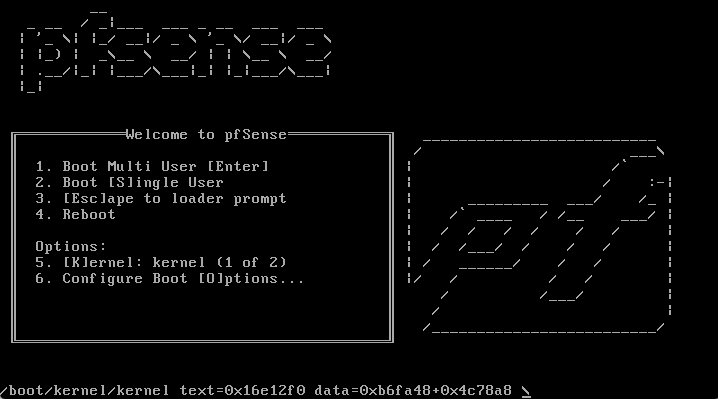 pfSense
Welcome to pfSense
1. Boot Multi User [Enter]
2. Boot [S]ingle User
3. [Esc]ape to loader prompt
4. Reboot
Options:
5. [K]ernel: kernel (1 of 2)
6. Configure Boot [O]ptions...
pf
/boot/kernel/kernel text=0x16e12f0 data=0xb6fa48+0x4c78a8 \